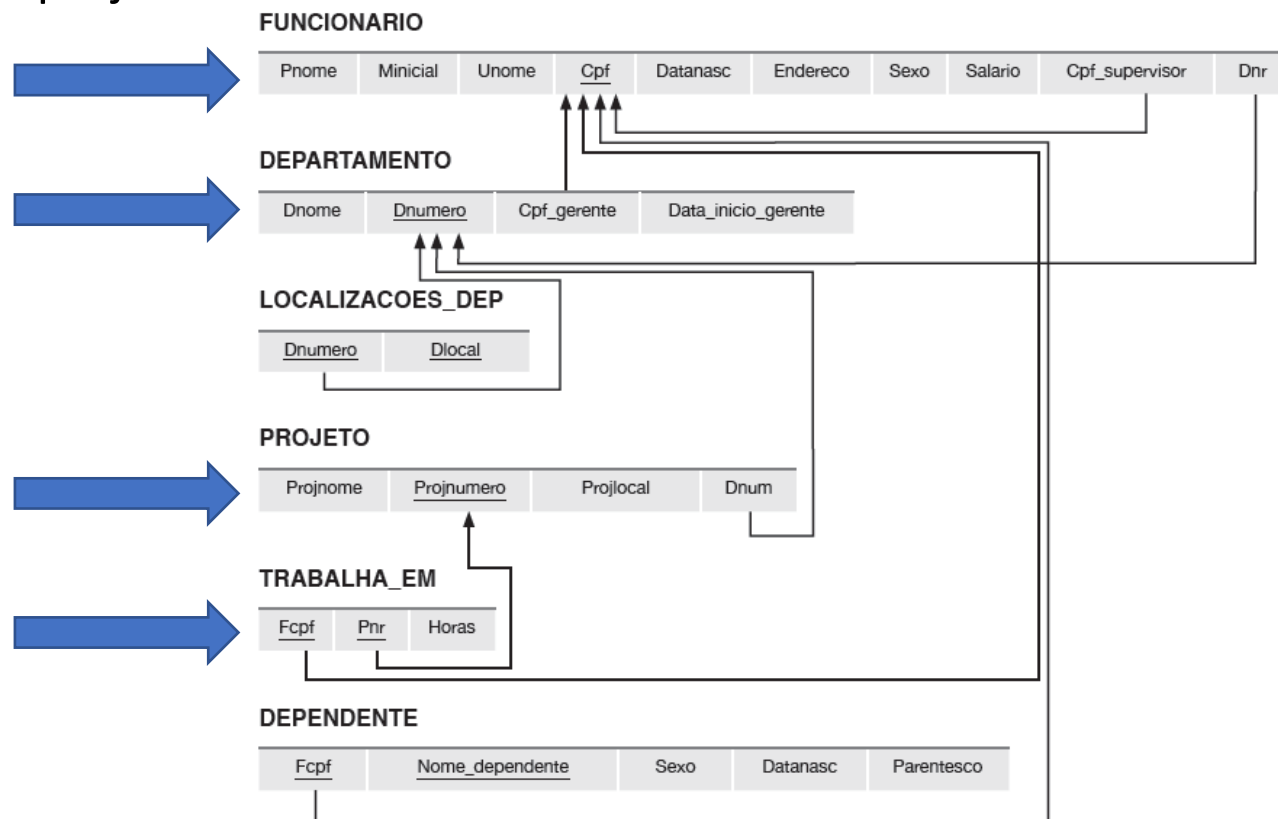 FUNCIONARIO
Pnome Minicial Unome Cpf Datanasc Endereco Sexo Salario Cpf_supervisor Dnr
DEPARTAMENTO
Dnome Dnumero Cpf_gerente Data_inicio_gerente
LOCALIZACOES_DEP
Dnumero Dlocal
PROJETO
Projnome Projnumero Projlocal Dnum
TRABALHA_EM
Fcpf Pnr Horas
DEPENDENTE
Fcpf Nome_dependente Sexo Datanasc Parentesco